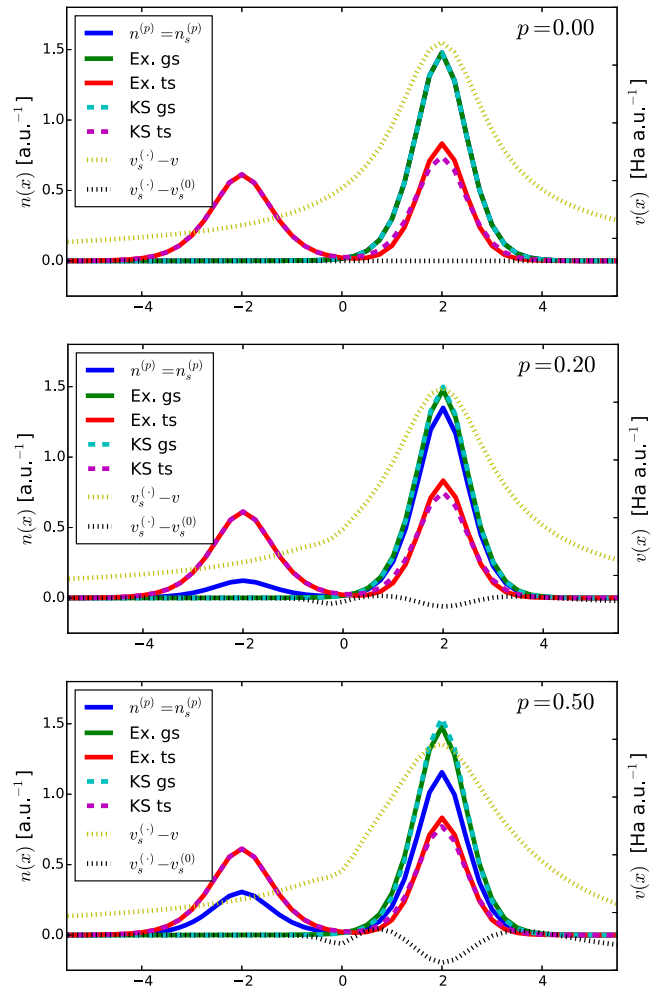 p=0.00
n^{(p)}=n_s^{(p)}
Ex. gs
Ex. ts
KS gs
KS ts
v_s^{(·)}−v
v_s^{(·)}−v_s^{(0)}
1.5
1.0
0.5
0.0
n(x) [a.u.⁻¹]
v(x) [Ha a.u.⁻¹]
−4 −2 0 2 4
p=0.20
n^{(p)}=n_s^{(p)}
Ex. gs
Ex. ts
KS gs
KS ts
v_s^{(·)}−v
v_s^{(·)}−v_s^{(0)}
1.5
1.0
0.5
0.0
n(x) [a.u.⁻¹]
v(x) [Ha a.u.⁻¹]
−4 −2 0 2 4
p=0.50
n^{(p)}=n_s^{(p)}
Ex. gs
Ex. ts
KS gs
KS ts
v_s^{(·)}−v
v_s^{(·)}−v_s^{(0)}
1.5
1.0
0.5
0.0
n(x) [a.u.⁻¹]
v(x) [Ha a.u.⁻¹]
−4 −2 0 2 4